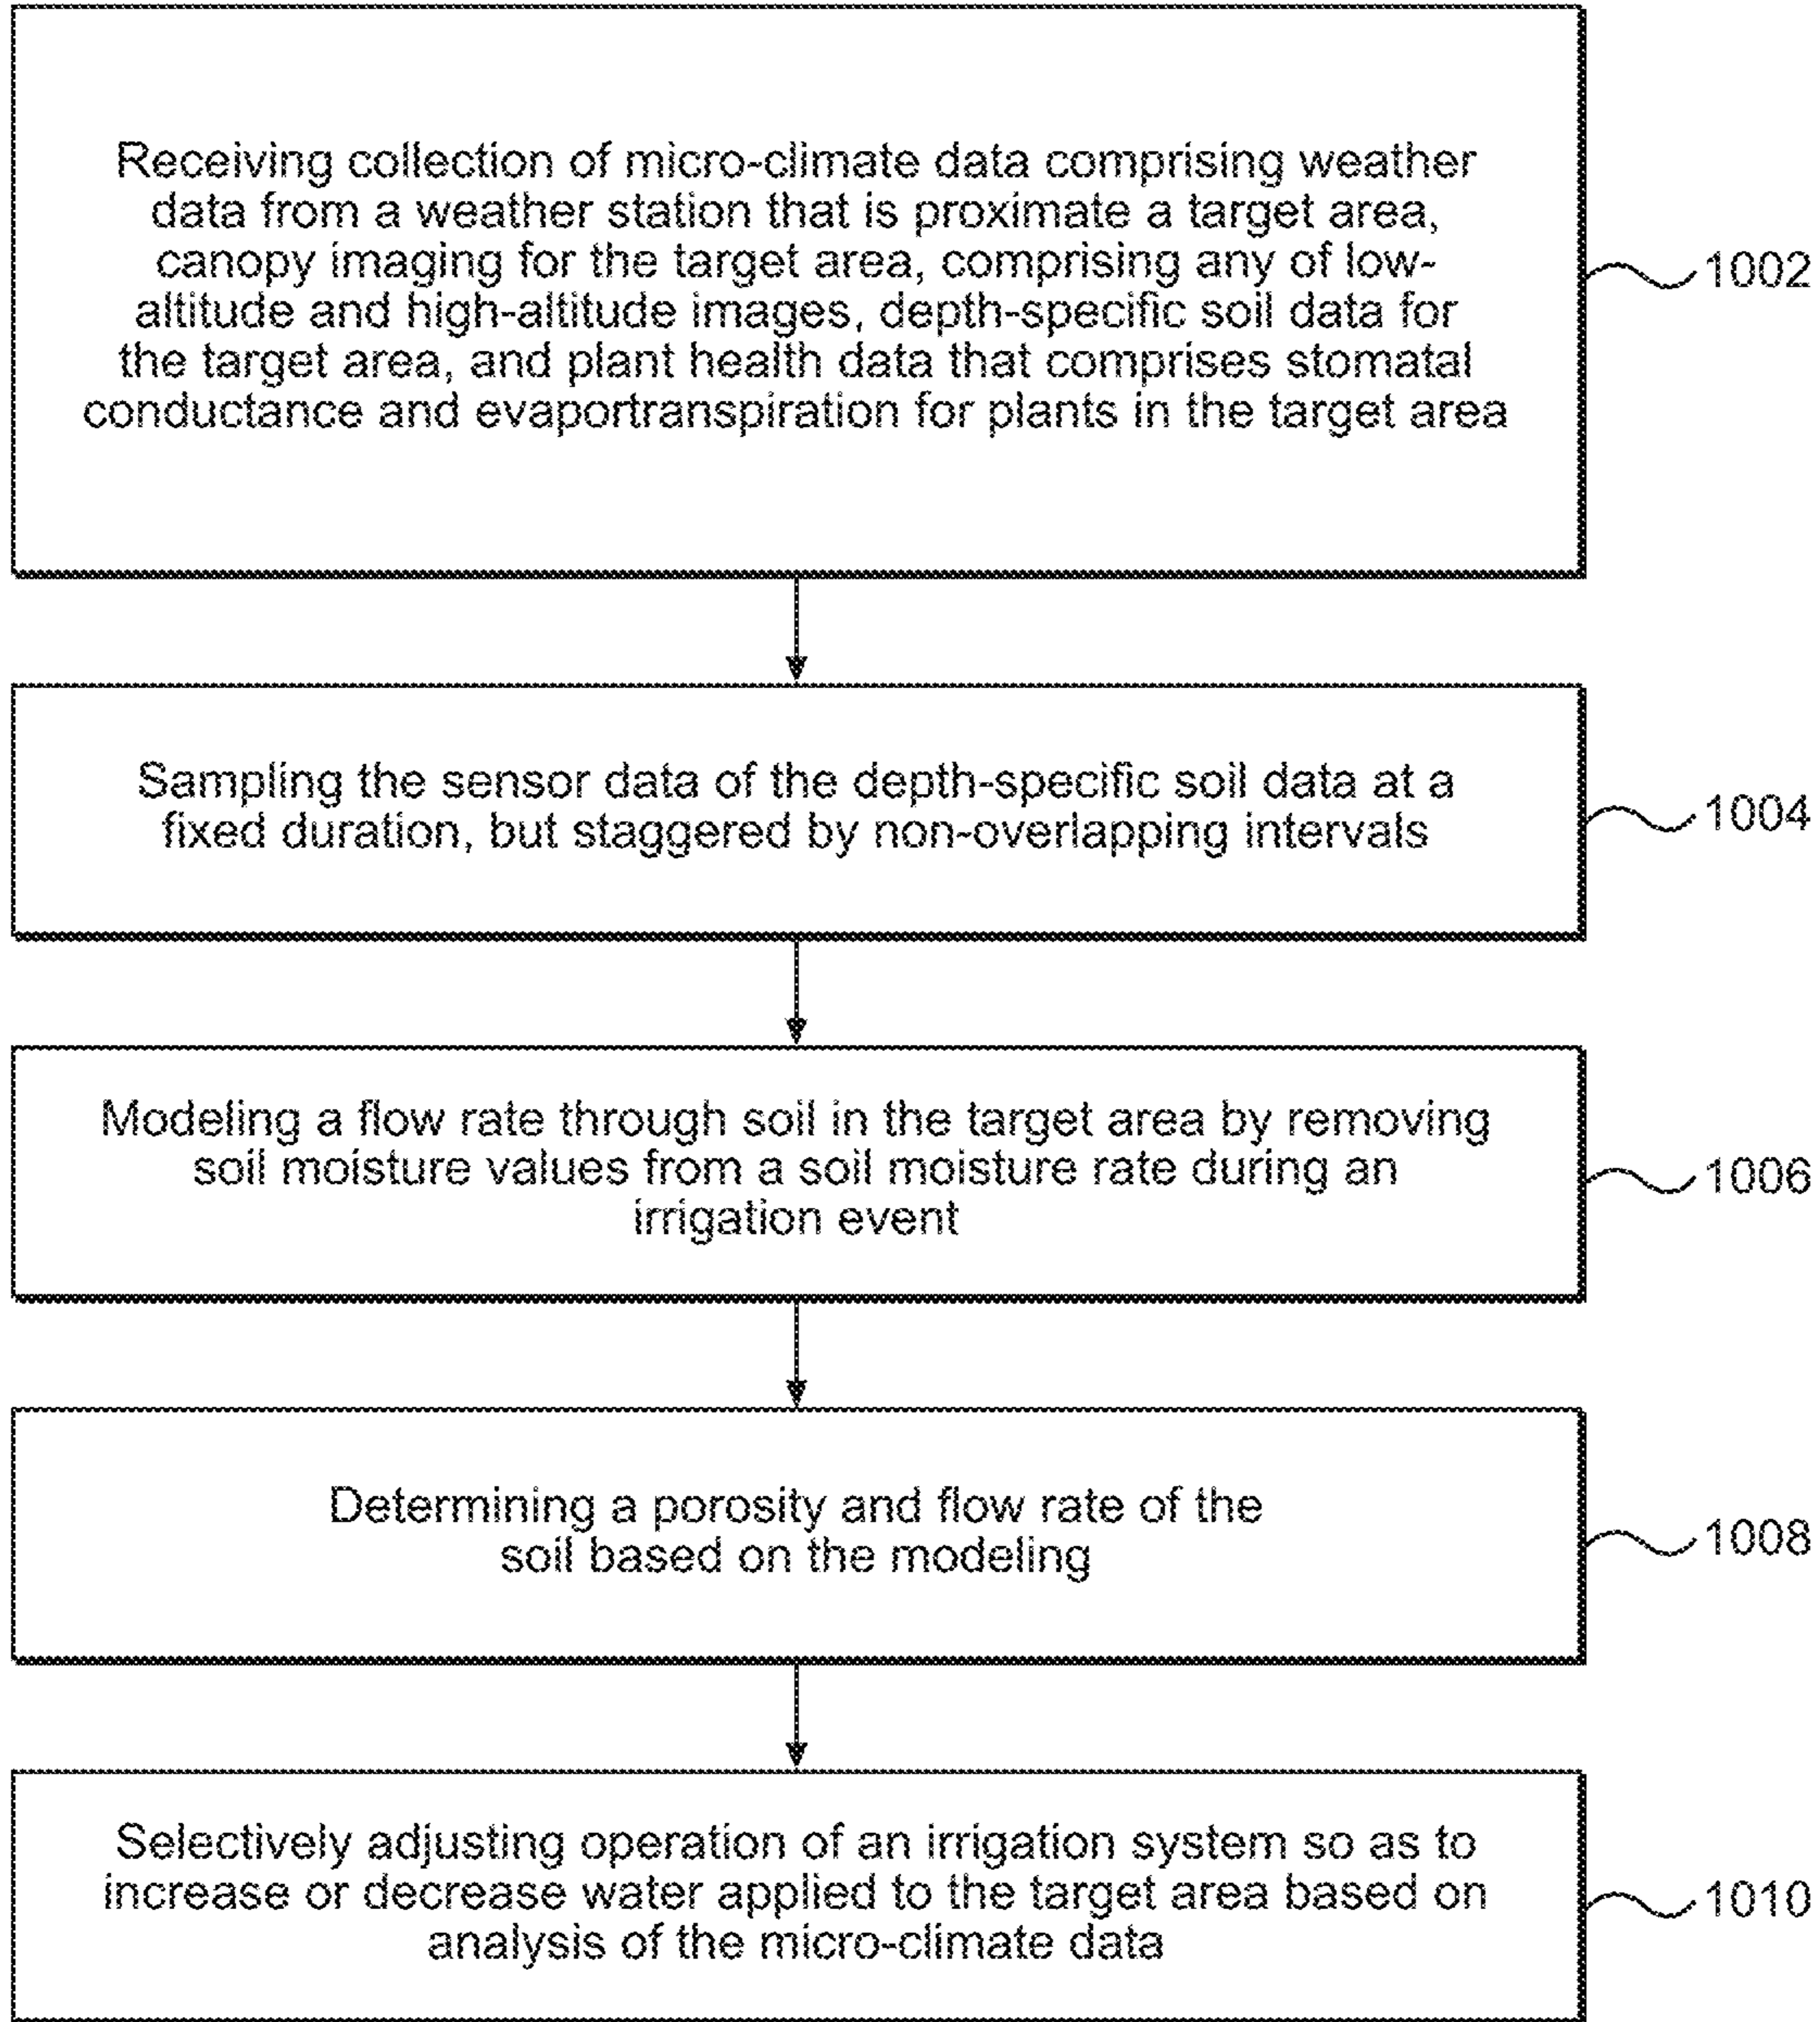 Receiving collection of micro-climate data comprising weather
data from a weather station that is proximate a target area,
canopy imaging for the target area, comprising any of low-
altitude and high-altitude images, depth-specific soil data for
the target area, and plant health data that comprises stomatal
conductance and evaportranspiration for plants in the target area
1002
Sampling the sensor data of the depth-specific soil data at a
fixed duration, but staggered by non-overlapping intervals
1004
Modeling a flow rate through soil in the target area by removing
soil moisture values from a soil moisture rate during an
irrigation event
1006
Determining a porosity and flow rate of the
soil based on the modeling
1008
Selectively adjusting operation of an irrigation system so as to
increase or decrease water applied to the target area based on
analysis of the micro-climate data
1010